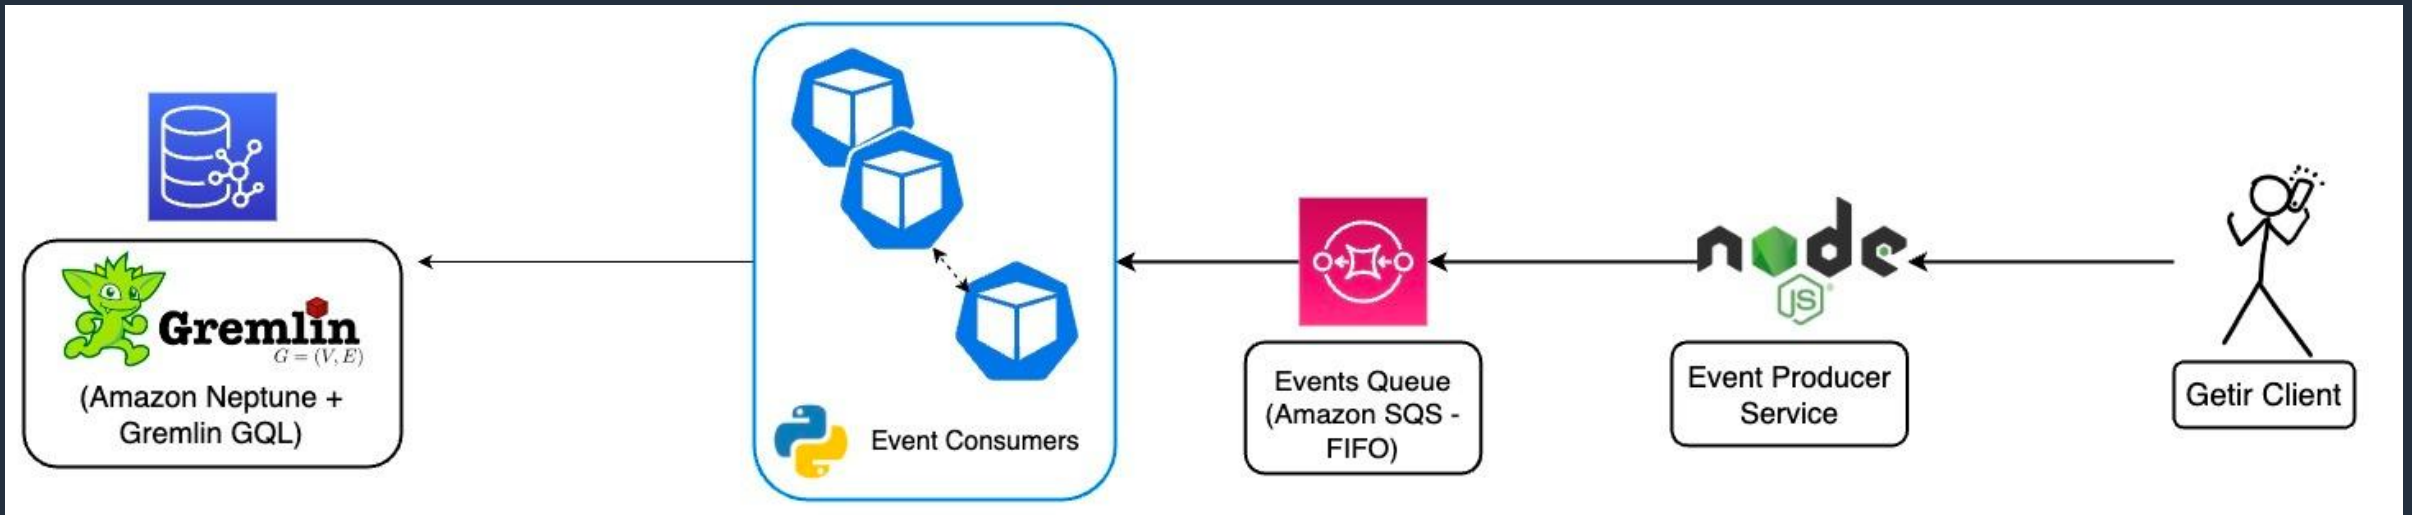 Gremlin
G = (V, E)
(Amazon Neptune +
Gremlin GQL)
Event Consumers
Events Queue
(Amazon SQS -
FIFO)
node
JS
Event Producer
Service
Getir Client